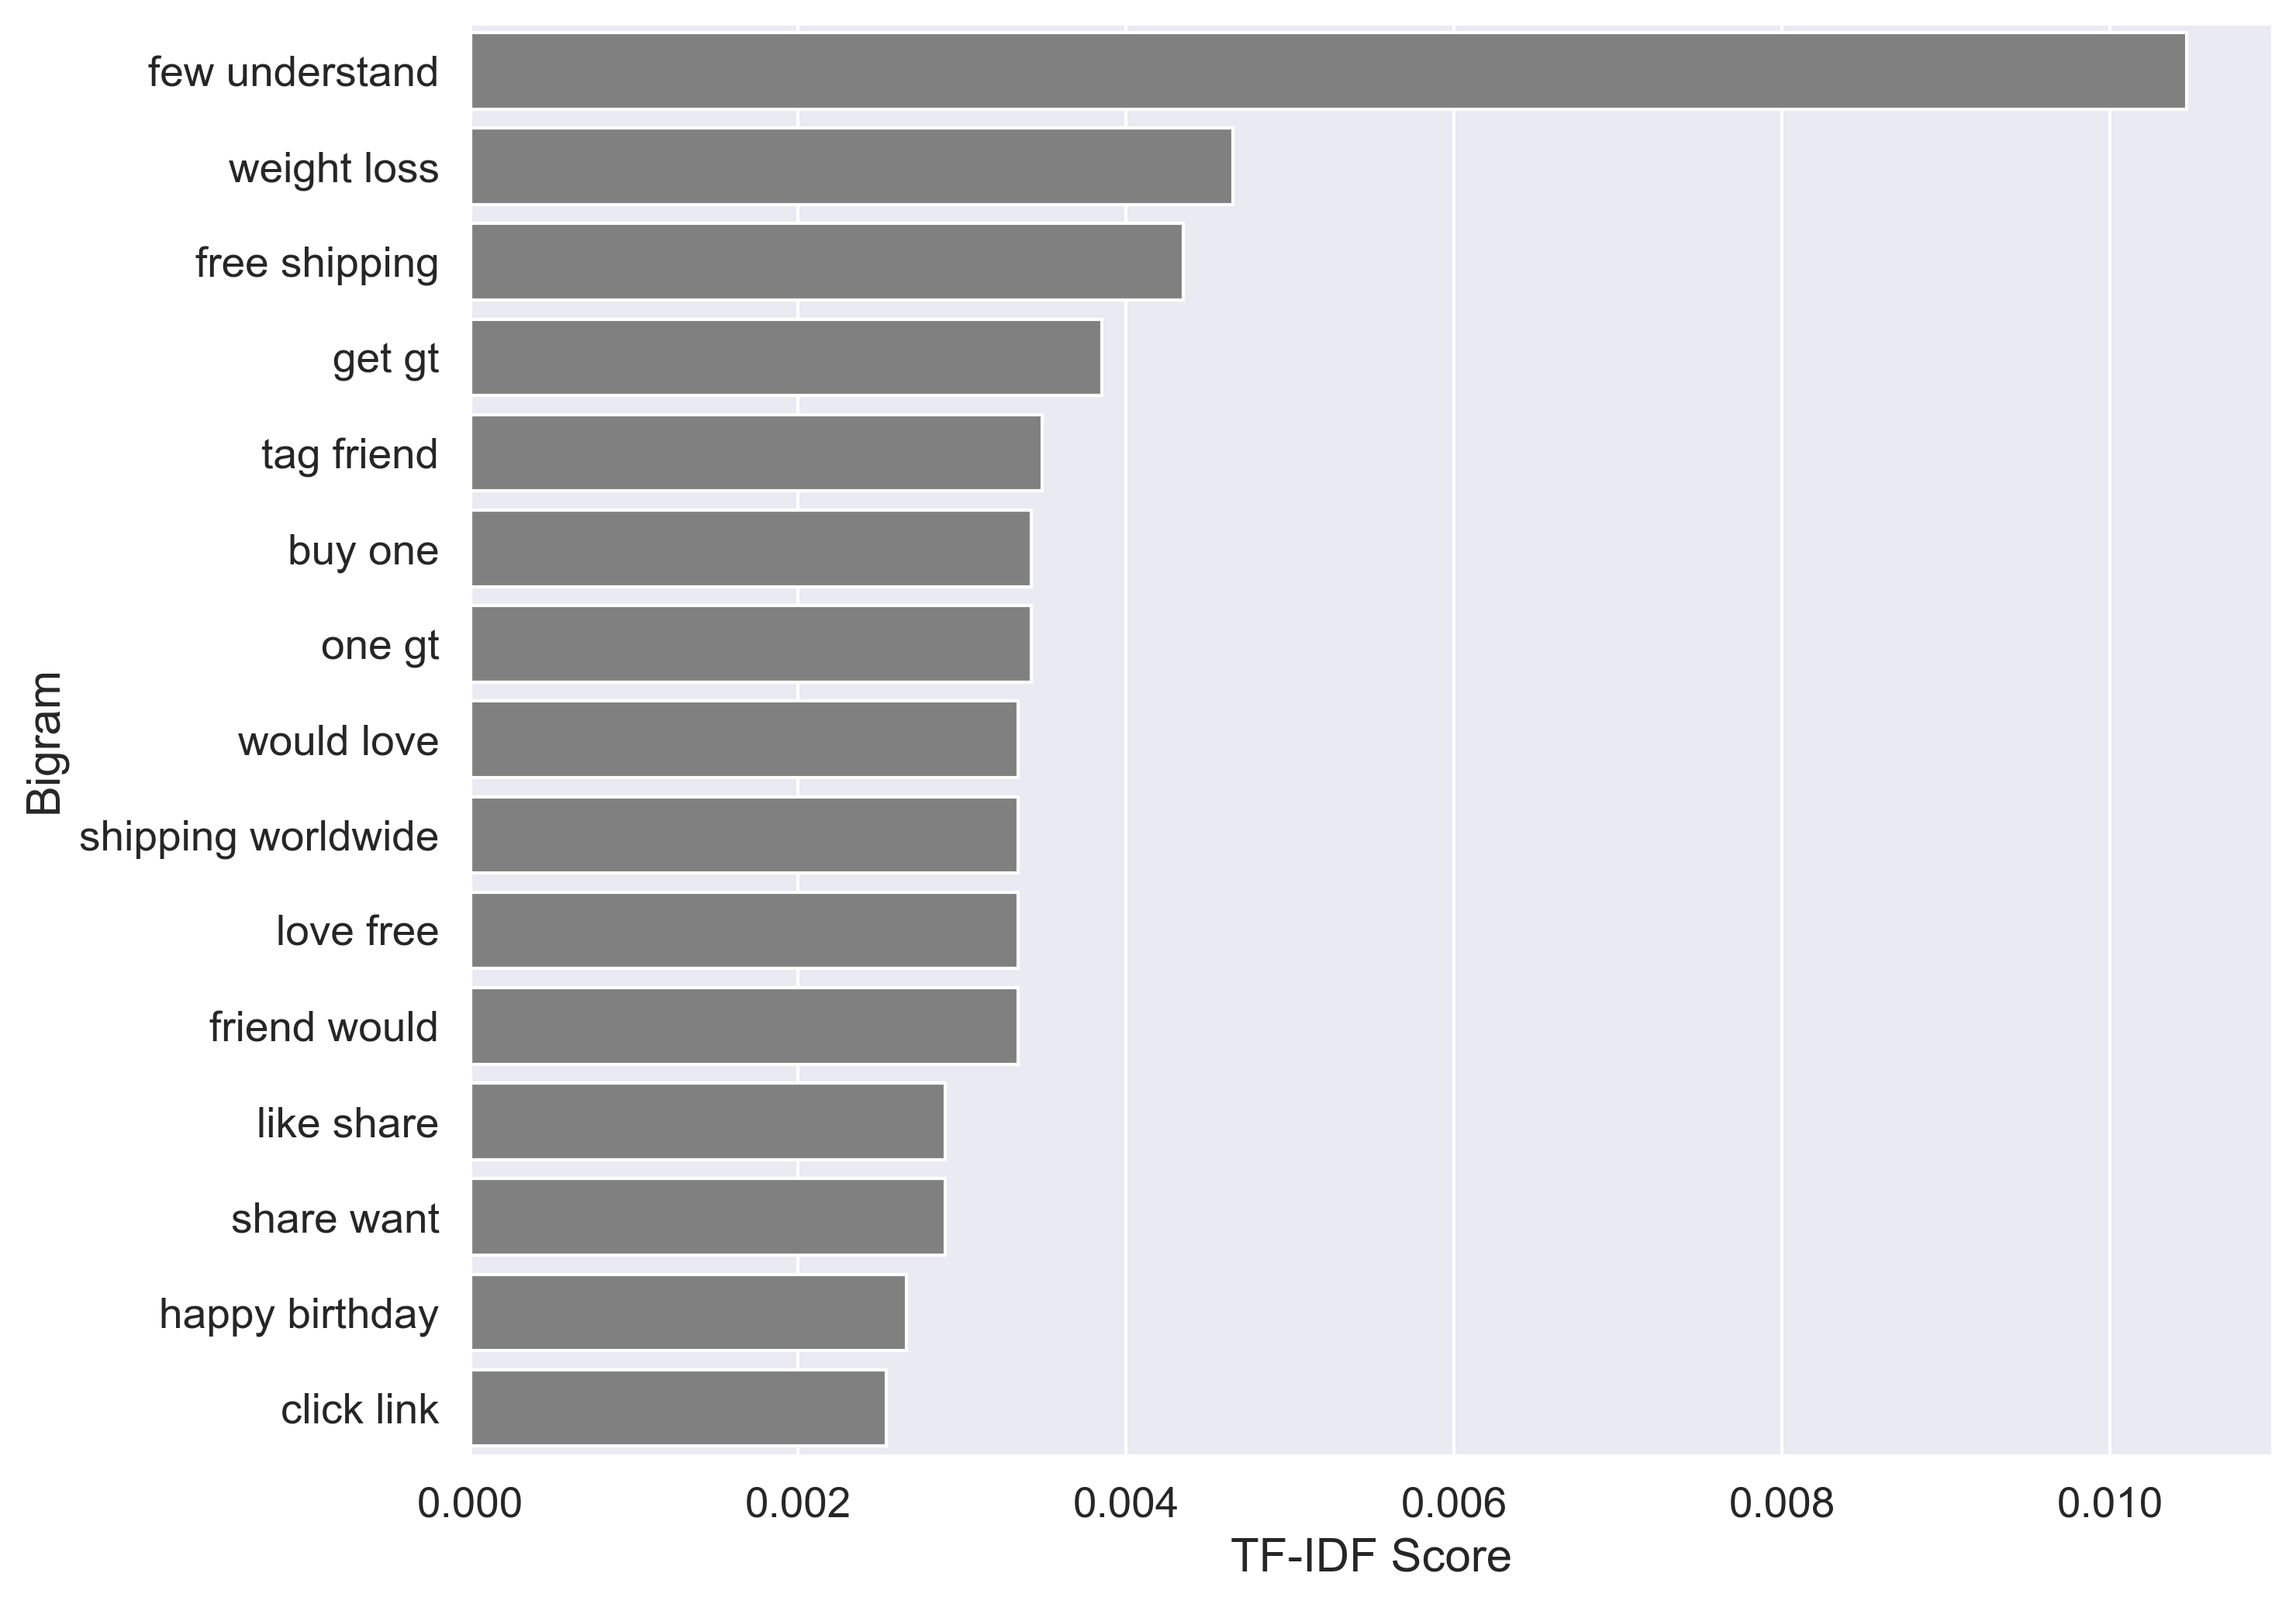 few understand
weight loss
free shipping
get gt
tag friend
buy one
one gt
would love
shipping worldwide
love free
friend would
like share
share want
happy birthday
click link
Bigram
0.000 0.002 0.004 0.006 0.008 0.010
TF-IDF Score